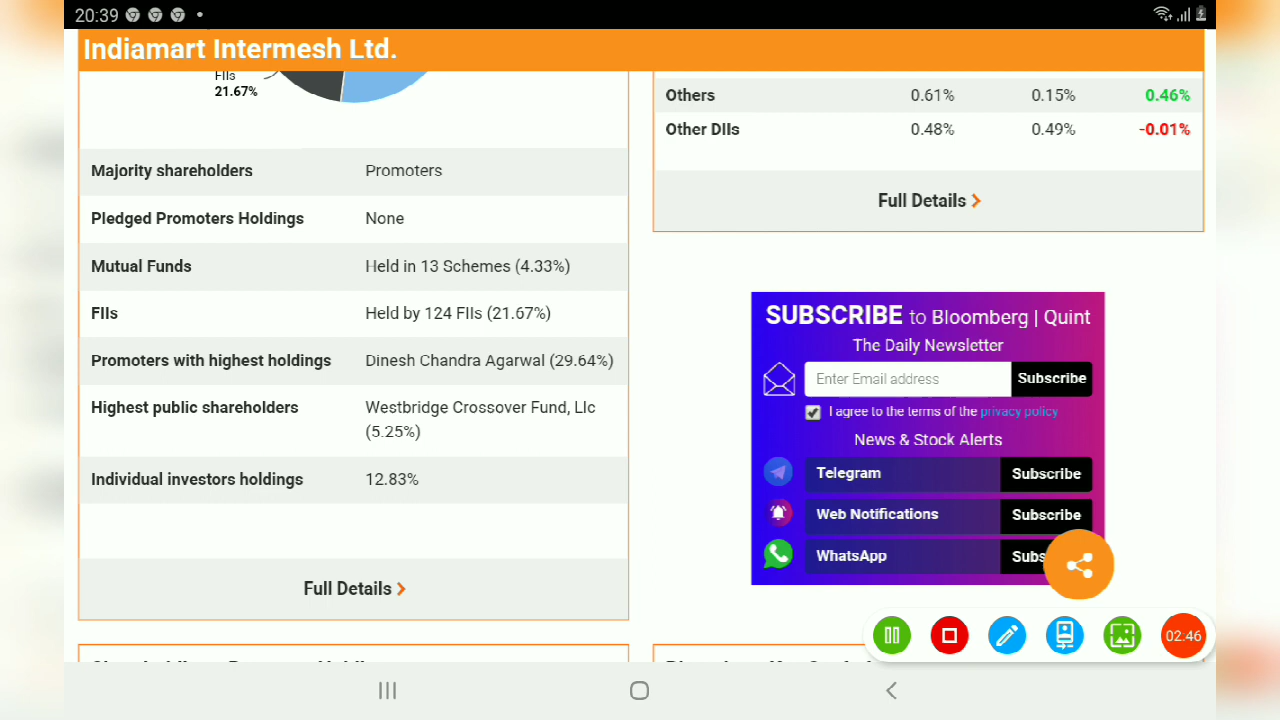 20:39
Indiamart Intermesh Ltd.
FIIs
21.67%
Majority shareholders Promoters
Pledged Promoters Holdings None
Mutual Funds Held in 13 Schemes (4.33%)
FIIs Held by 124 FIIs (21.67%)
Promoters with highest holdings Dinesh Chandra Agarwal (29.64%)
Highest public shareholders Westbridge Crossover Fund, Llc
(5.25%)
Individual investors holdings 12.83%
Full Details
Others 0.61% 0.15% 0.46%
Other DIIs 0.48% 0.49% -0.01%
Full Details
SUBSCRIBE to Bloomberg | Quint
The Daily Newsletter
Enter Email address Subscribe
I agree to the terms of the privacy policy
News & Stock Alerts
Telegram Subscribe
Web Notifications Subscribe
WhatsApp Subs
02:46